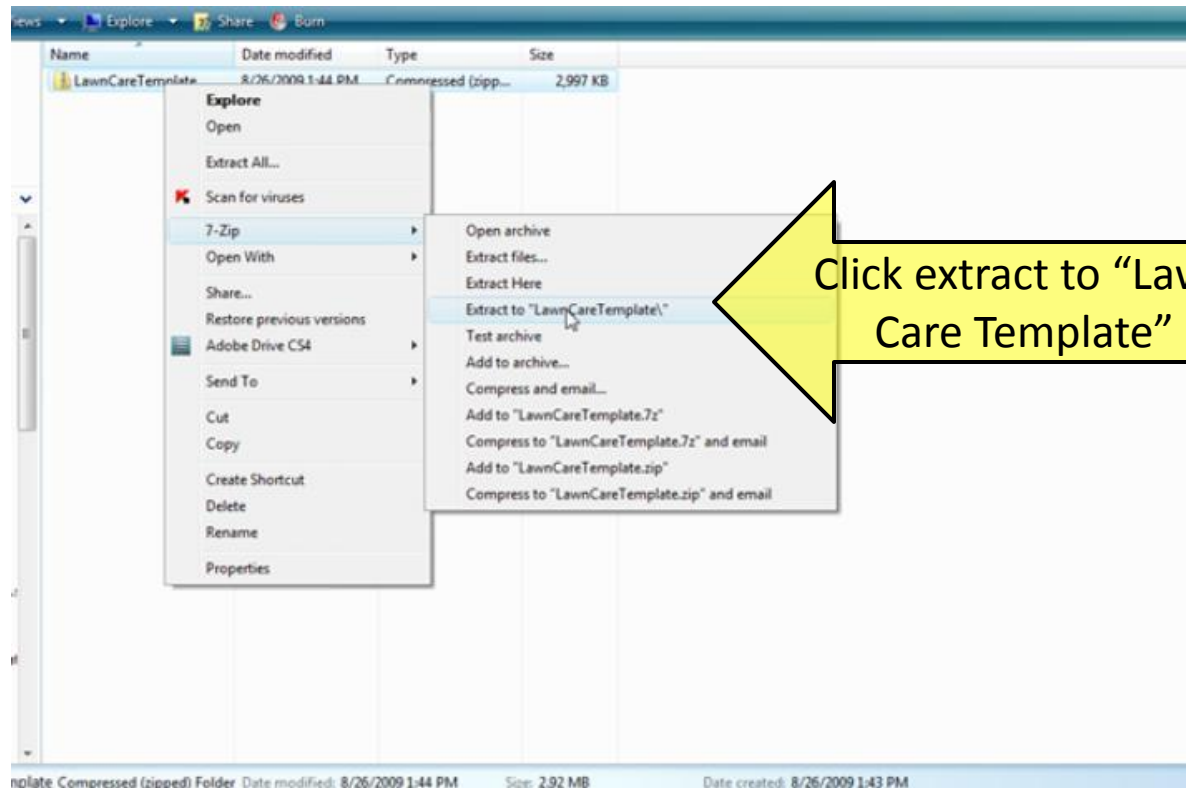 Explore Share Burn
Name Date modified Type Size
LawnCareTemplate 8/26/2009 1:44 PM Compressed (zipp... 2,997 KB
Explore
Open
Extract All...
Scan for viruses
7-Zip
Open With
Share...
Restore previous versions
Adobe Drive CS4
Send To
Cut
Copy
Create Shortcut
Delete
Rename
Properties
Open archive
Extract files...
Extract Here
Extract to "LawnCareTemplate\"
Test archive
Add to archive...
Compress and email...
Add to "LawnCareTemplate.7z"
Compress to "LawnCareTemplate.7z" and email
Add to "LawnCareTemplate.zip"
Compress to "LawnCareTemplate.zip" and email
Click extract to “Law
Care Template”
mplate Compressed (zipped) Folder Date modified: 8/26/2009 1:44 PM Size: 2.92 MB Date created: 8/26/2009 1:43 PM